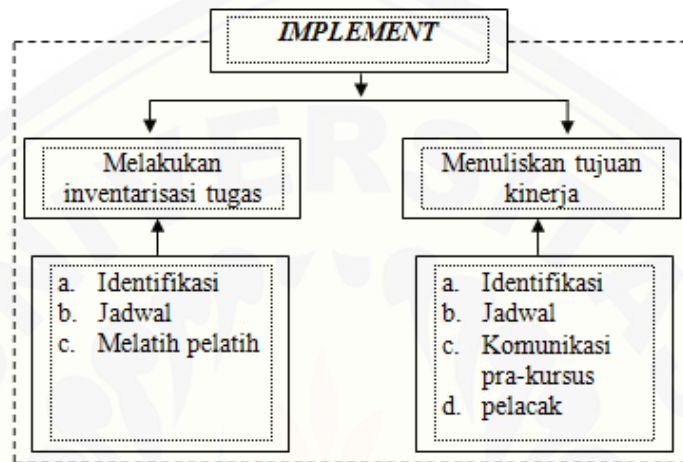 IMPLEMENT
Melakukan
inventarisasi tugas
Menuliskan tujuan
kinerja
a. Identifikasi
b. Jadwal
c. Melatih pelatih
a. Identifikasi
b. Jadwal
c. Komunikasi
pra-kursus
d. pelacak